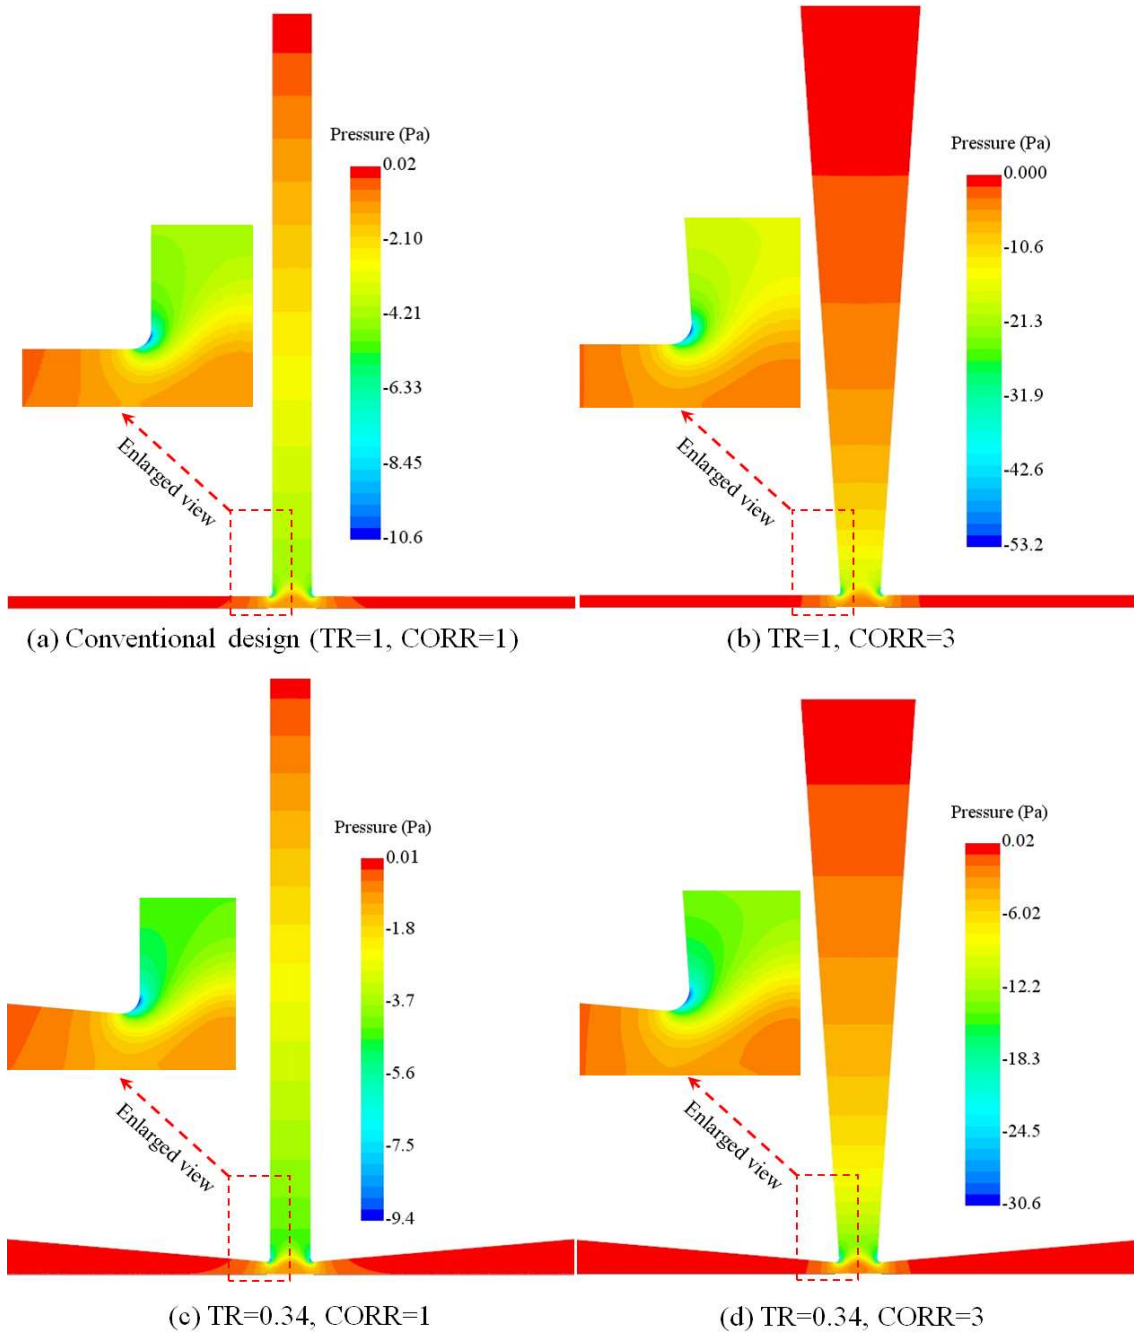 Pressure (Pa)
0.02
-2.10
-4.21
-6.33
-8.45
-10.6
Enlarged view
(a) Conventional design (TR=1, CORR=1)
Pressure (Pa)
0.000
-10.6
-21.3
-31.9
-42.6
-53.2
Enlarged view
(b) TR=1, CORR=3
Pressure (Pa)
0.01
-1.8
-3.7
-5.6
-7.5
-9.4
Enlarged view
(c) TR=0.34, CORR=1
Pressure (Pa)
0.02
-6.02
-12.2
-18.3
-24.5
-30.6
Enlarged view
(d) TR=0.34, CORR=3